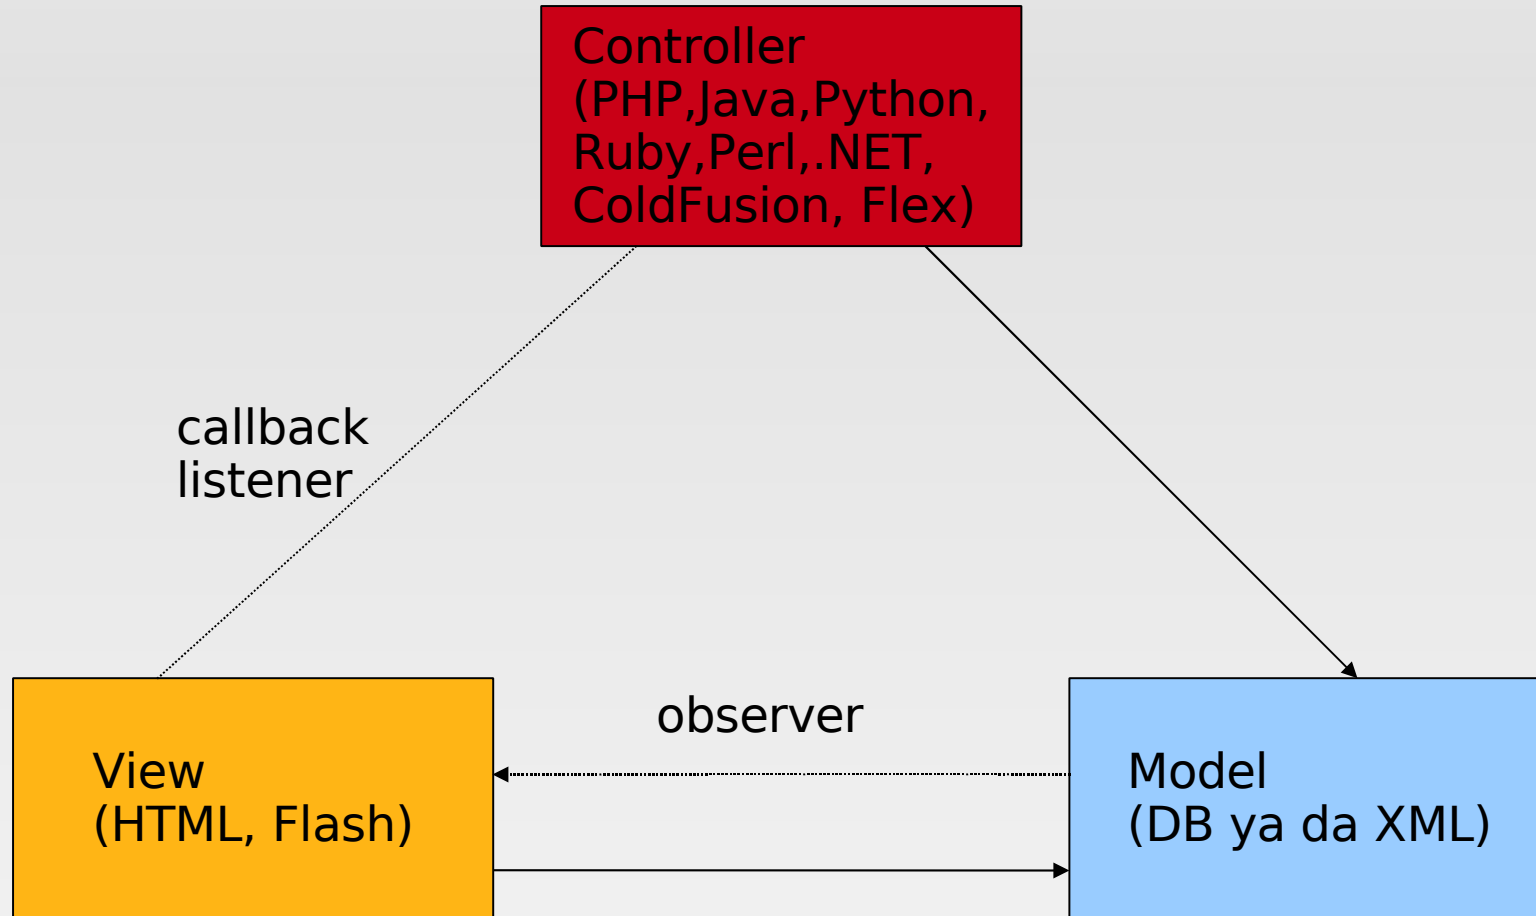 Controller
(PHP,Java,Python,
Ruby,Perl,.NET,
ColdFusion, Flex)
callback
listener
observer
View
(HTML, Flash)
Model
(DB ya da XML)